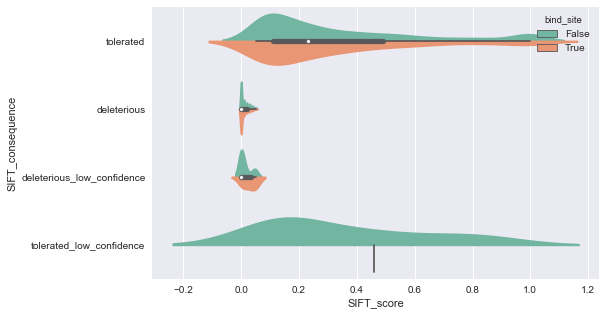 bind_site
False
True
tolerated
deleterious
deleterious_low_confidence
tolerated_low_confidence
SIFT_consequence
−0.2 0.0 0.2 0.4 0.6 0.8 1.0 1.2
SIFT_score